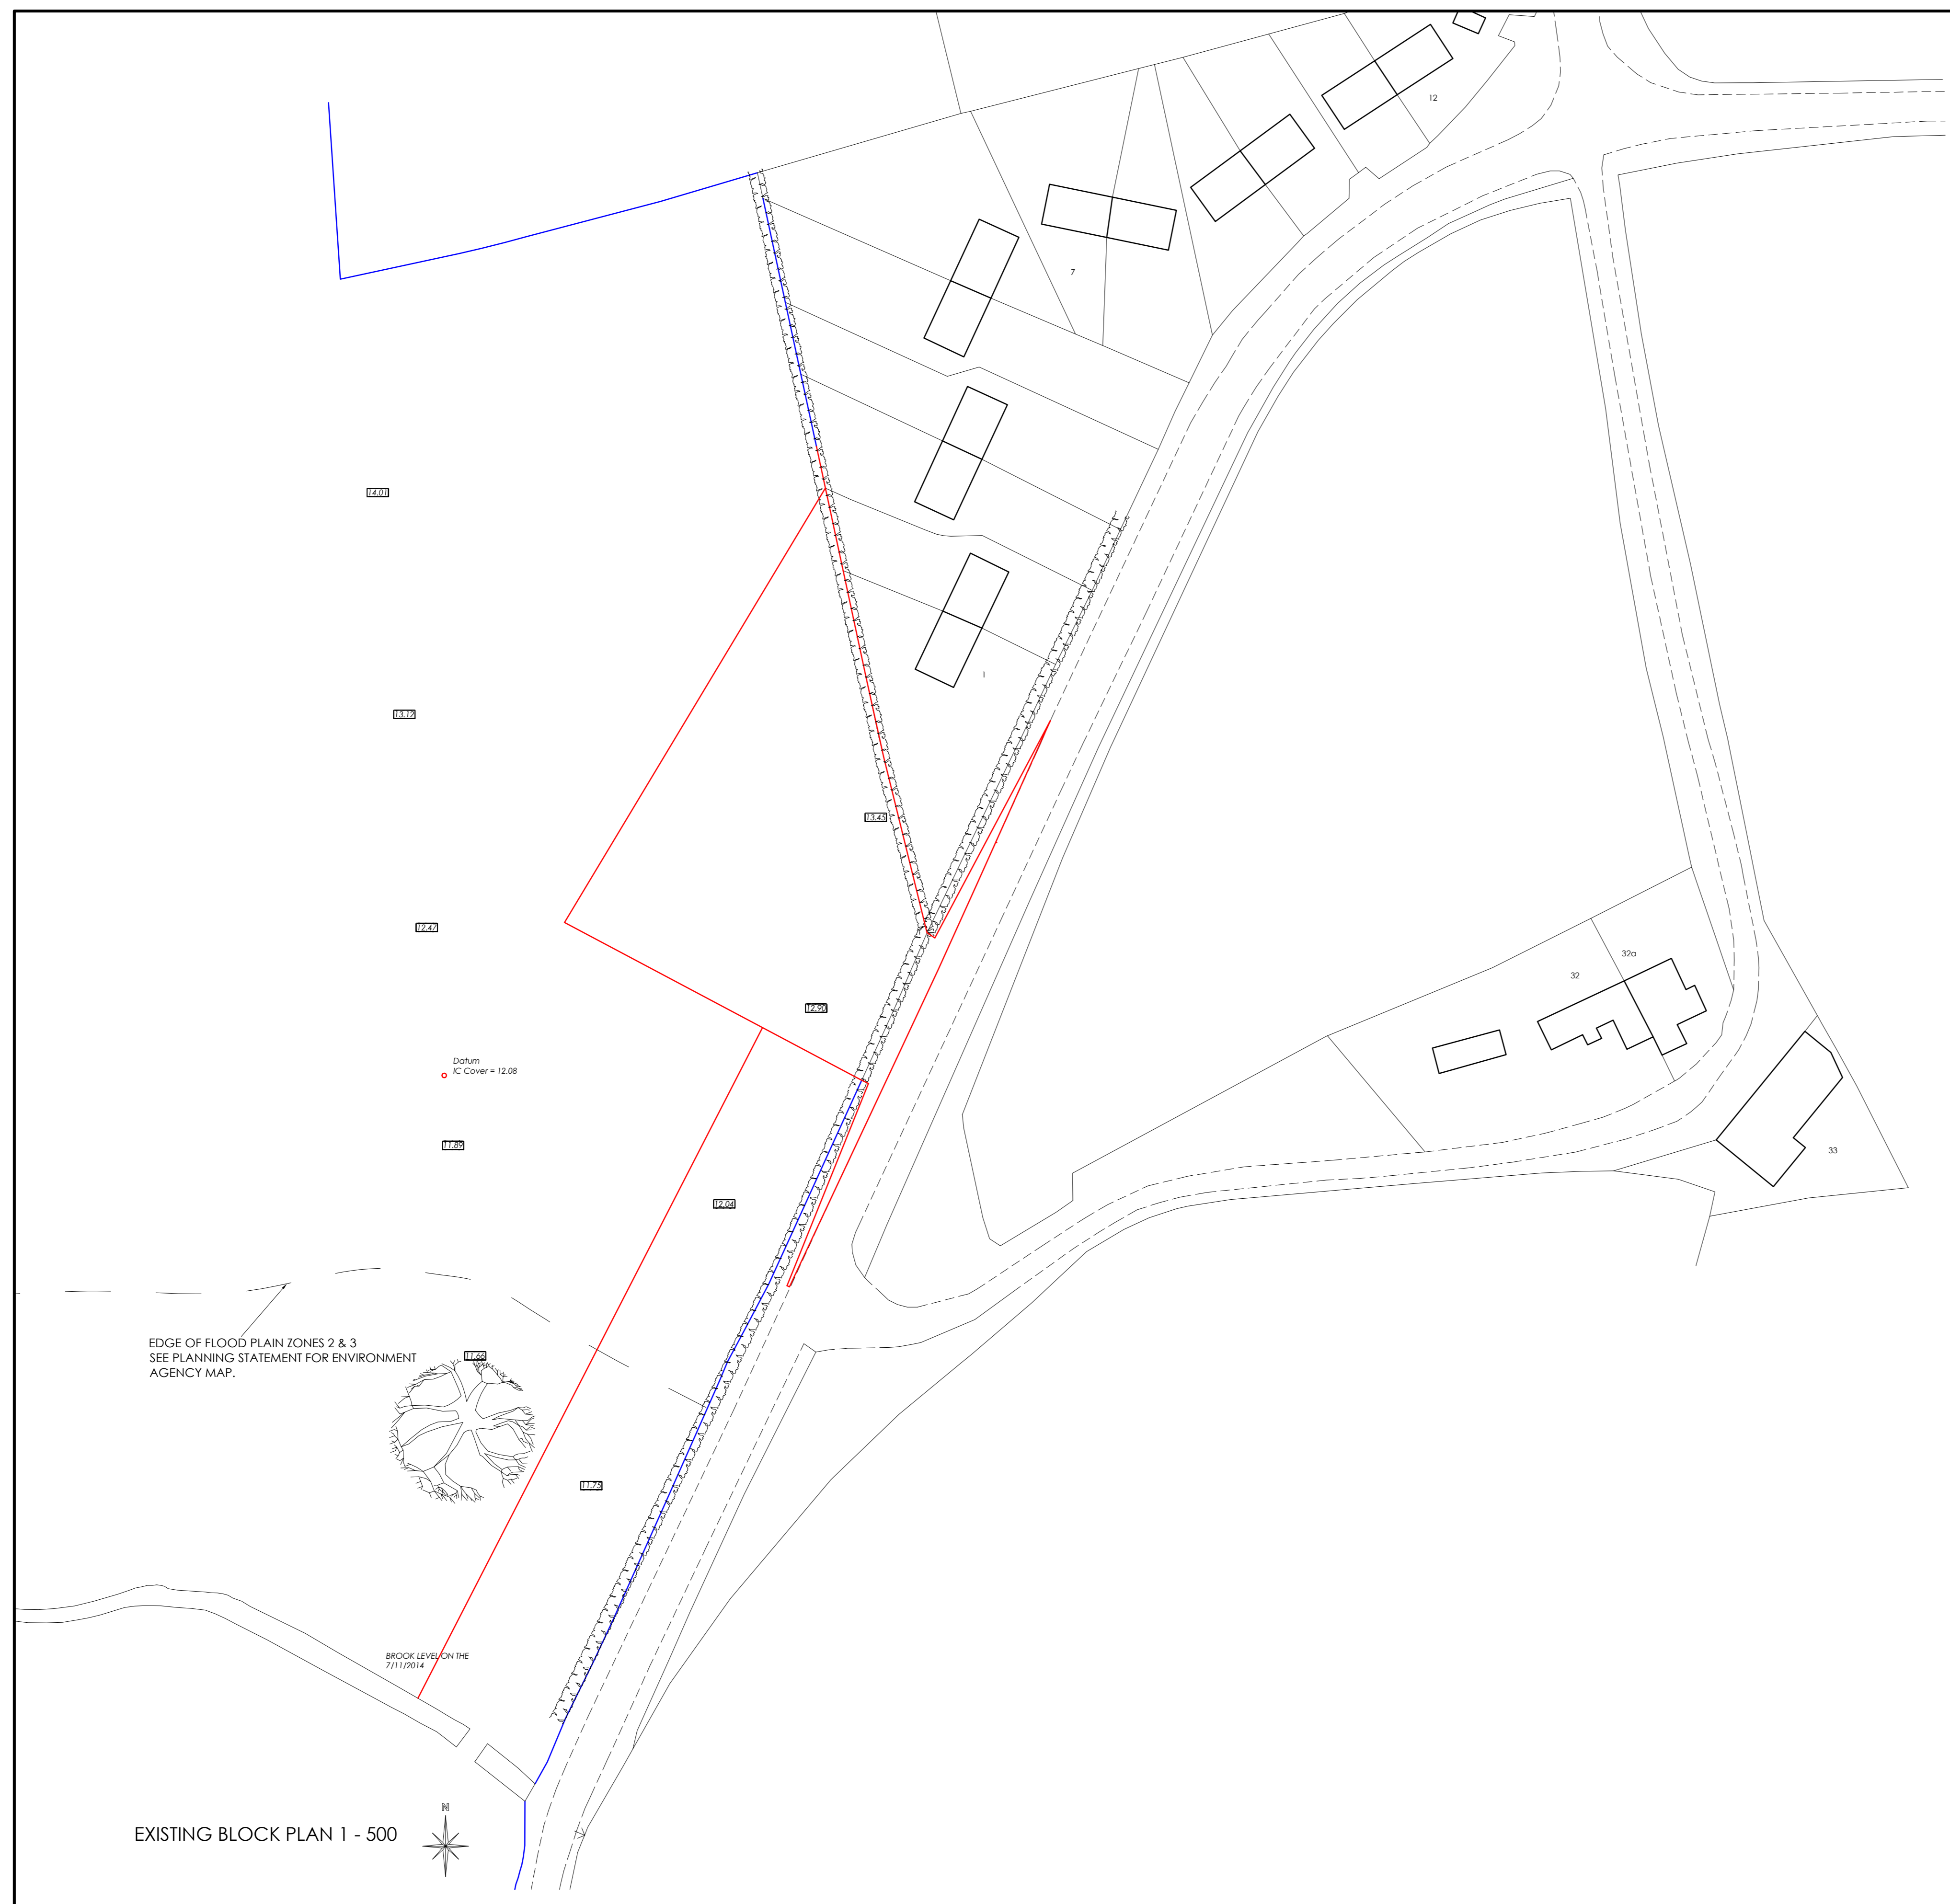 12
7
14.01
1
13.12
13.45
12.47
32a
32
12.90
Datum
IC Cover = 12.08
11.89
33
12.04
EDGE OF FLOOD PLAIN ZONES 2 & 3
SEE PLANNING STATEMENT FOR ENVIRONMENT
AGENCY MAP.
11.66
11.75
BROOK LEVEL ON THE
7/11/2014
N
EXISTING BLOCK PLAN 1 - 500